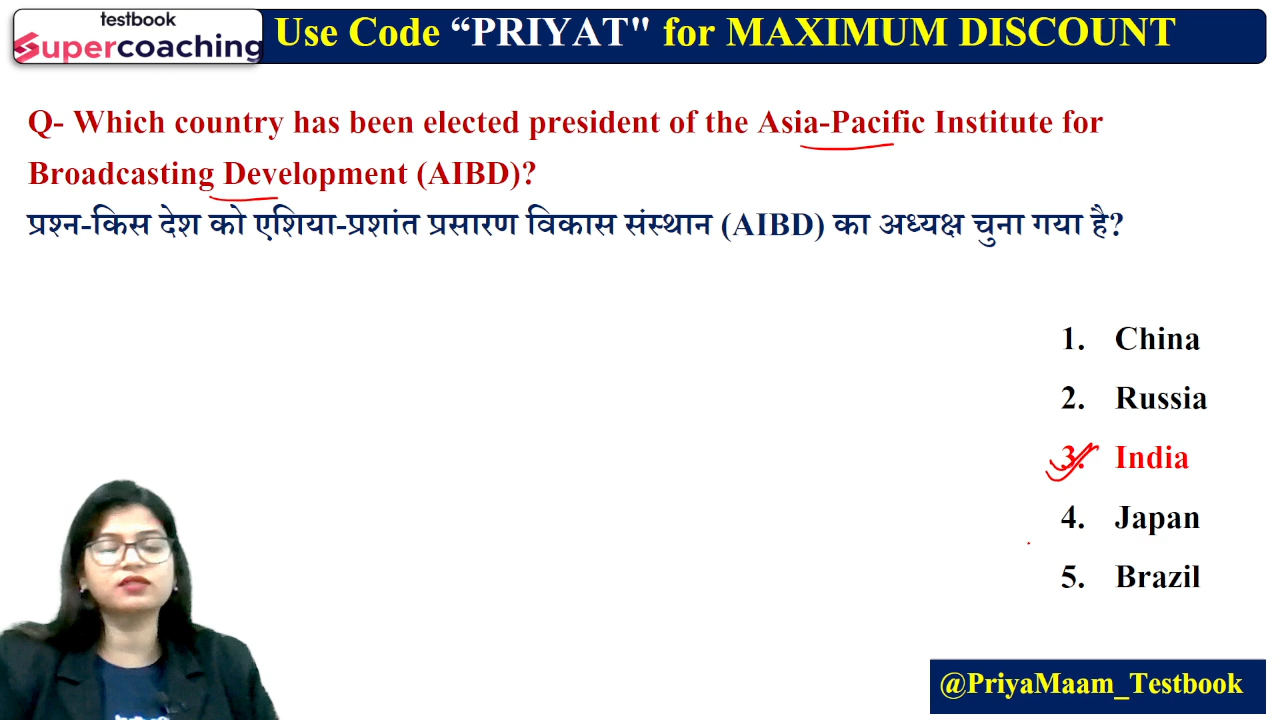 testbook
Supercoaching
Use Code “PRIYAT" for MAXIMUM DISCOUNT
Q- Which country has been elected president of the Asia-Pacific Institute for
Broadcasting Development (AIBD)?
प्रश्न-किस देश को एशिया-प्रशांत प्रसारण विकास संस्थान (AIBD) का अध्यक्ष चुना गया है?
1. China
2. Russia
3. India
4. Japan
5. Brazil
@PriyaMaam_Testbook